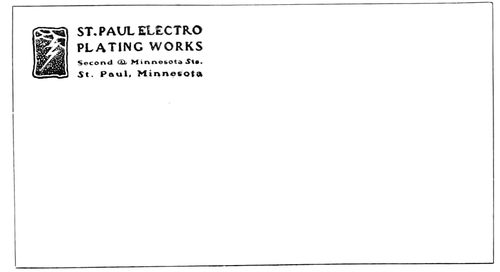 ST. PAUL ELECTRO
PLATING WORKS
Second @ Minnesota Sts.
St. Paul, Minnesota